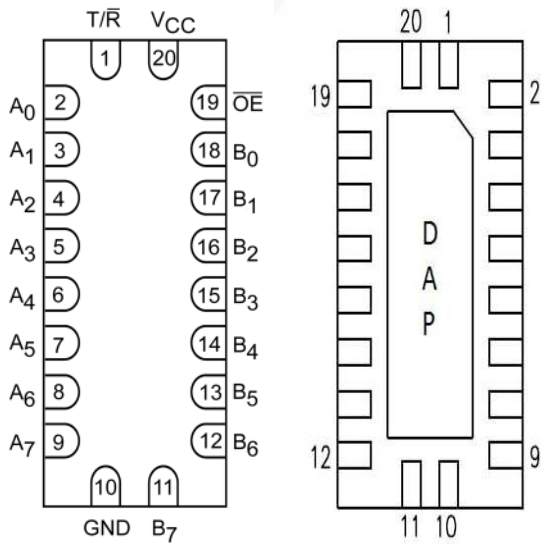 T/R̅ VCC
1 20
A0 2 19 O̅E̅
A1 3 18 B0
A2 4 17 B1
A3 5 16 B2
A4 6 15 B3
A5 7 14 B4
A6 8 13 B5
A7 9 12 B6
10 11
GND B7
20 1
19 2
D
A
P
12 9
11 10